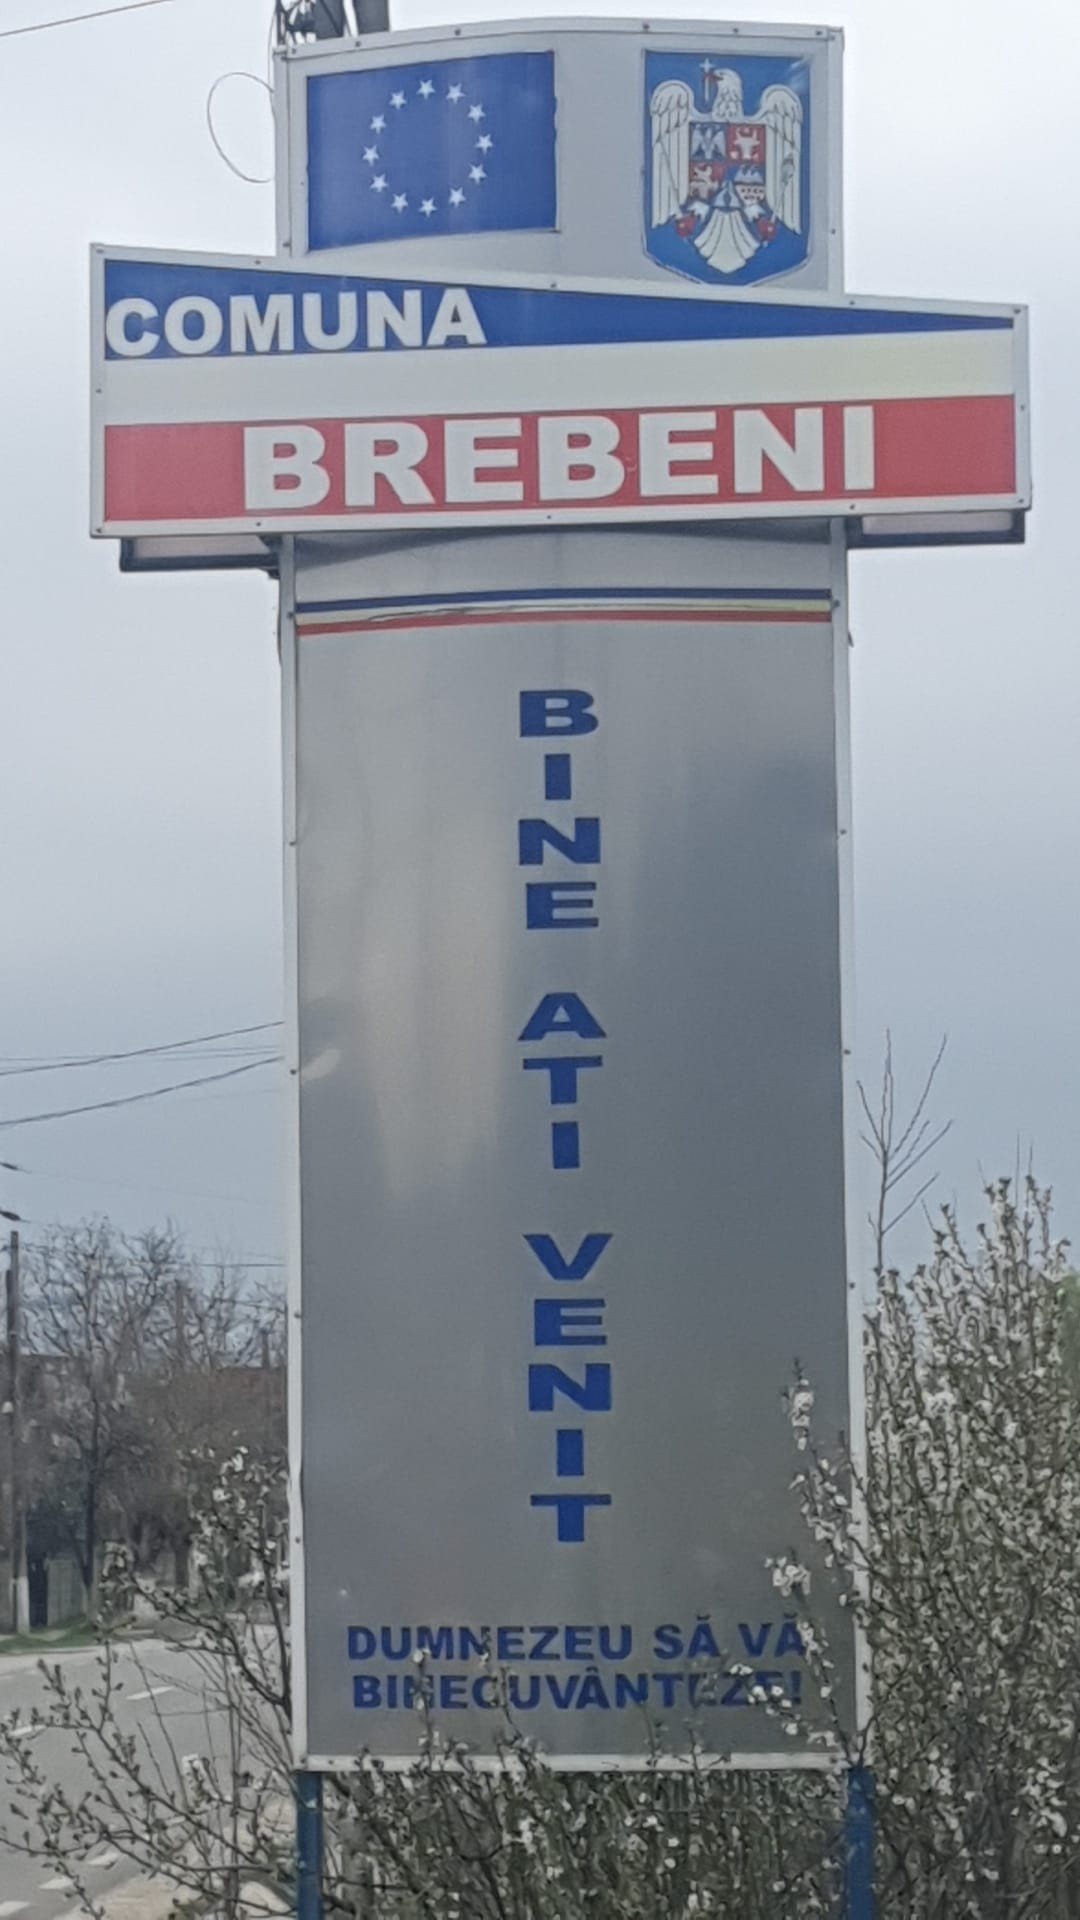 COMUNA
BREBENI
BINE ATI VENIT
DUMNEZEU SĂ VĂ
BINECUVÂNTEZE!